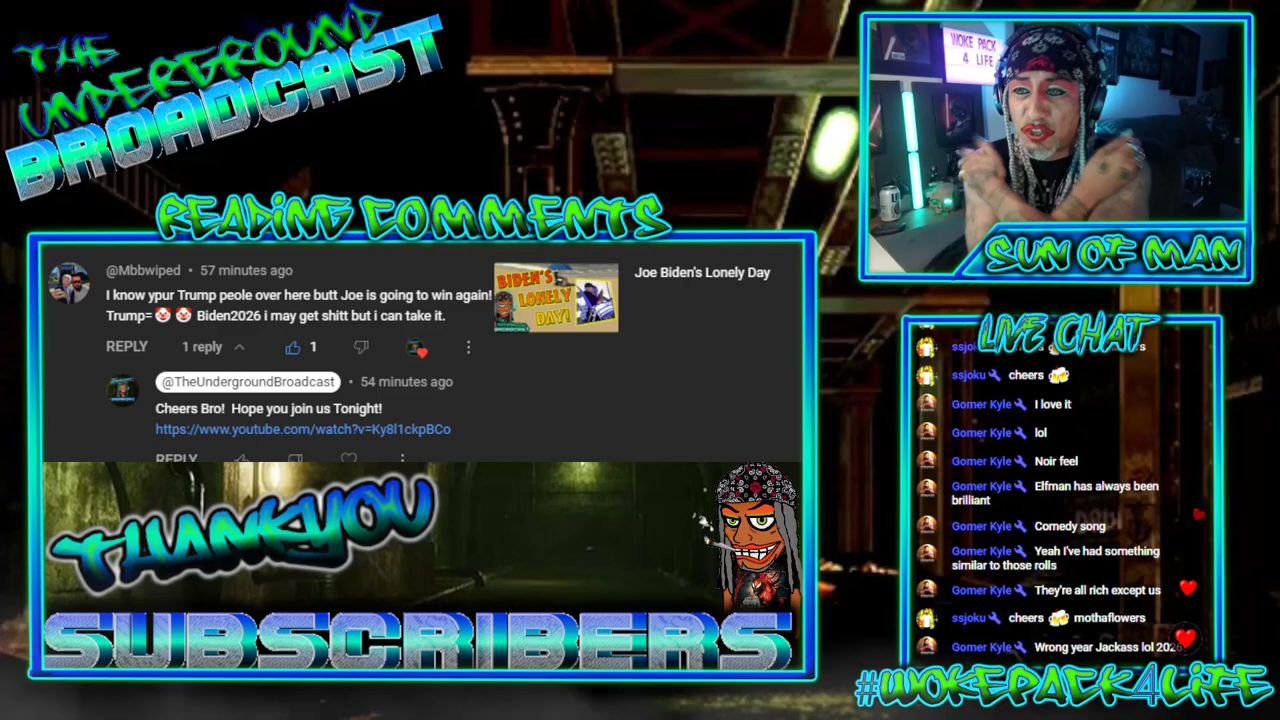 THE
UNDERGROUND
BROADCAST
WOKE PACK
4 LIFE
SUN OF MAN
READING COMMENTS
@Mbbwiped • 57 minutes ago
I know ypur Trump peole over here butt Joe is going to win again!
Trump=🤡 🤡 Biden2026 i may get shitt but i can take it.
REPLY 1 reply 1
BIDEN'S
LONELY
DAY!
Joe Biden's Lonely Day
@TheUndergroundBroadcast • 54 minutes ago
Cheers Bro! Hope you join us Tonight!
https://www.youtube.com/watch?v=Ky8l1ckpBCo
REPLY
THANKYOU
SUBSCRIBERS
LIVE CHAT
ssjoku cheers 🍻
Gomer Kyle I love it
Gomer Kyle lol
Gomer Kyle Noir feel
Gomer Kyle Elfman has always been
brilliant
Gomer Kyle Comedy song
Gomer Kyle Yeah I've had something
similar to those rolls
Gomer Kyle They're all rich except us
ssjoku cheers 🍻 mothaflowers
Gomer Kyle Wrong year Jackass lol
#WOKEPACK4LIFE